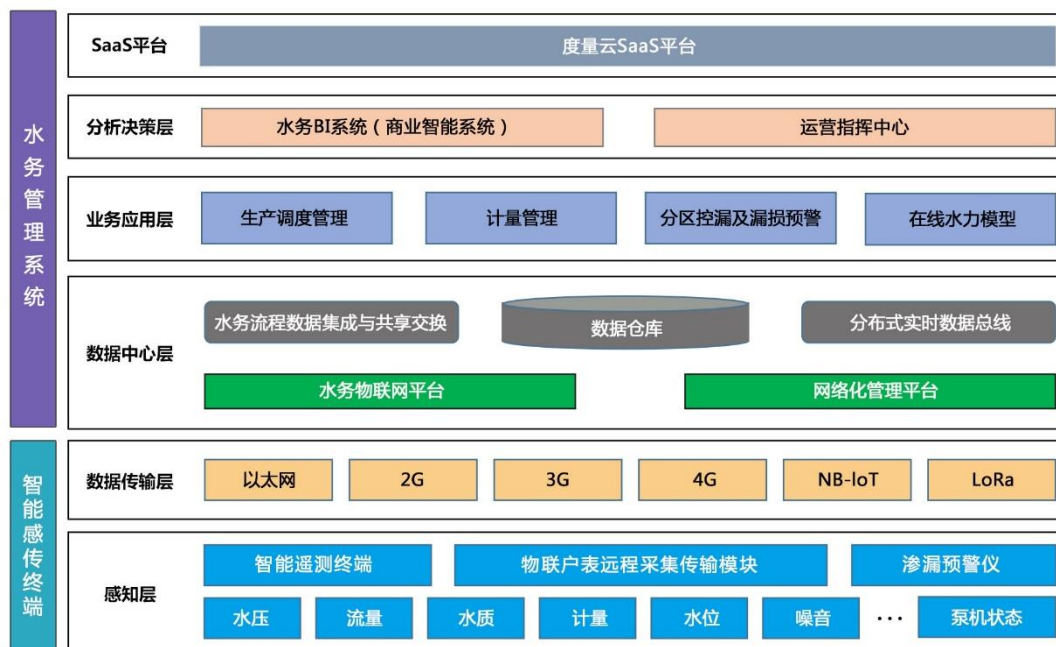 水务管理系统
SaaS平台
度量云SaaS平台
分析决策层
水务BI系统（商业智能系统）
运营指挥中心
业务应用层
生产调度管理
计量管理
分区控漏及漏损预警
在线水力模型
数据中心层
水务流程数据集成与共享交换
数据仓库
分布式实时数据总线
水务物联网平台
网络化管理平台
智能感传终端
数据传输层
以太网
2G
3G
4G
NB-IoT
LoRa
感知层
智能遥测终端
物联户表远程采集传输模块
渗漏预警仪
水压
流量
水质
计量
水位
噪音
···
泵机状态